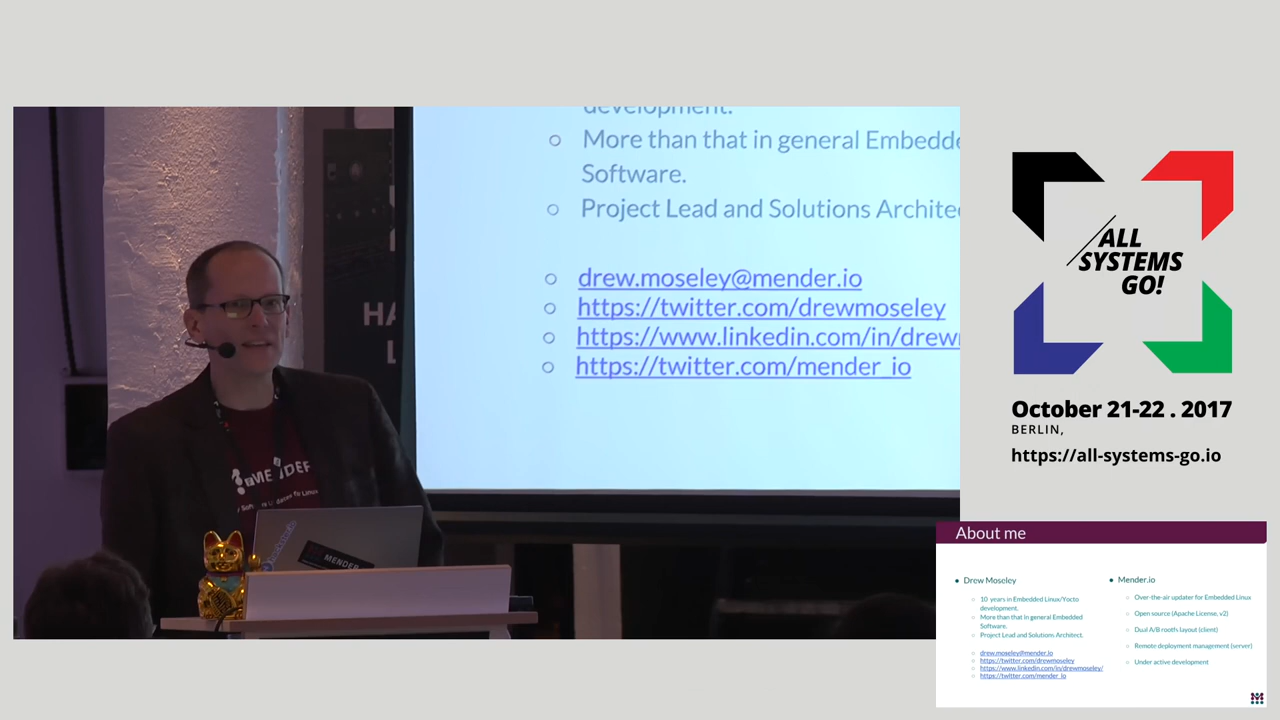 development.
More than that in general Embedde
Software.
Project Lead and Solutions Archite
drew.moseley@mender.io
https://twitter.com/drewmoseley
https://www.linkedin.com/in/drew
https://twitter.com/mender_io
HA
MENDER
MENDER
ALL
SYSTEMS
GO!
October 21-22 . 2017
BERLIN,
https://all-systems-go.io
About me
Drew Moseley
10 years in Embedded Linux/Yocto
development.
More than that in general Embedded
Software.
Project Lead and Solutions Architect.
drew.moseley@mender.io
https://twitter.com/drewmoseley
https://www.linkedin.com/in/drewmoseley/
https://twitter.com/mender_io
Mender.io
Over-the-air updater for Embedded Linux
Open source (Apache License, v2)
Dual A/B rootfs layout (client)
Remote deployment management (server)
Under active development